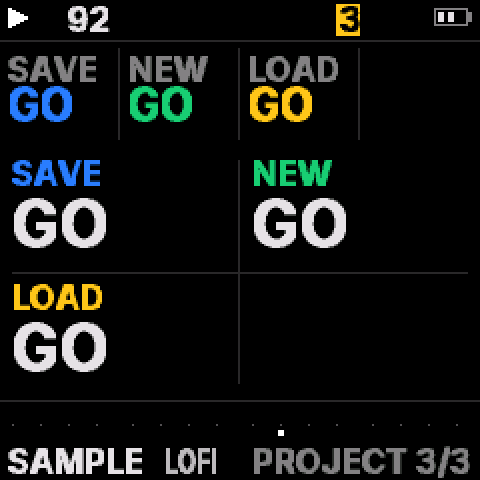 92 3
SAVE NEW LOAD
GO GO GO
SAVE NEW
GO GO
LOAD
GO
SAMPLE LOFI PROJECT 3/3